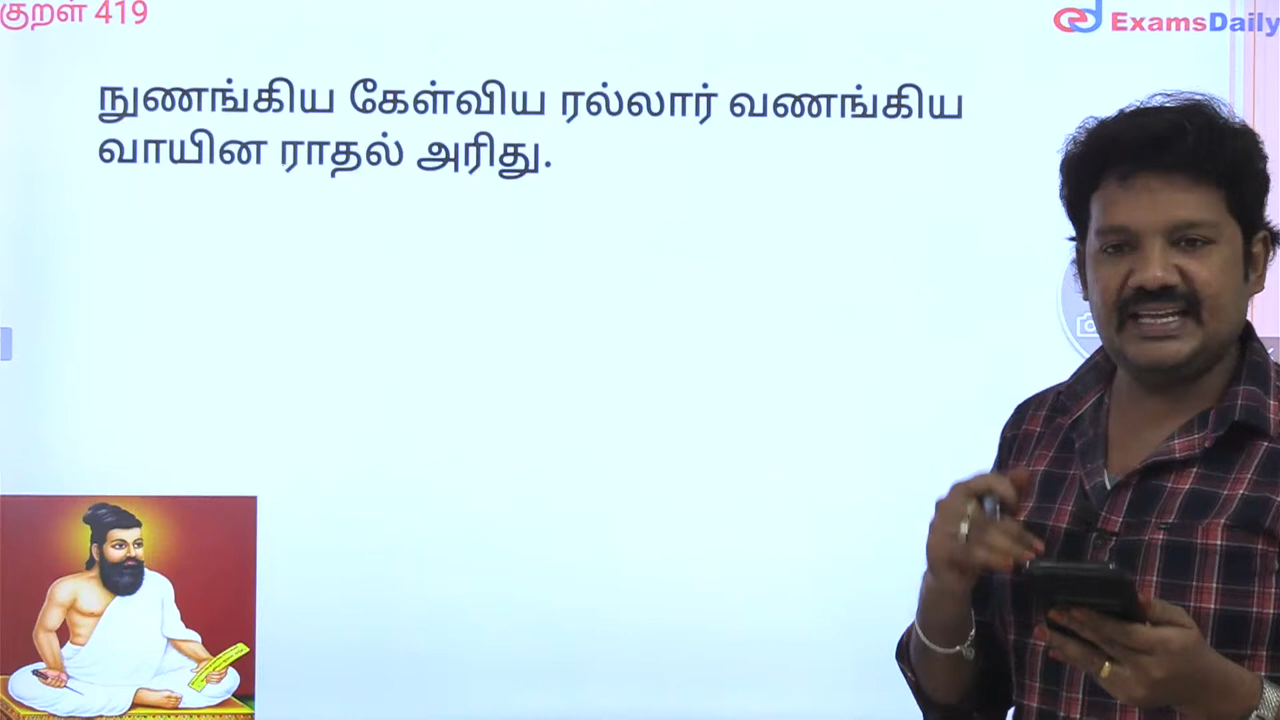 குறள் 419
ExamsDaily
நுணங்கிய கேள்விய ரல்லார் வணங்கிய
வாயின ராதல் அரிது.